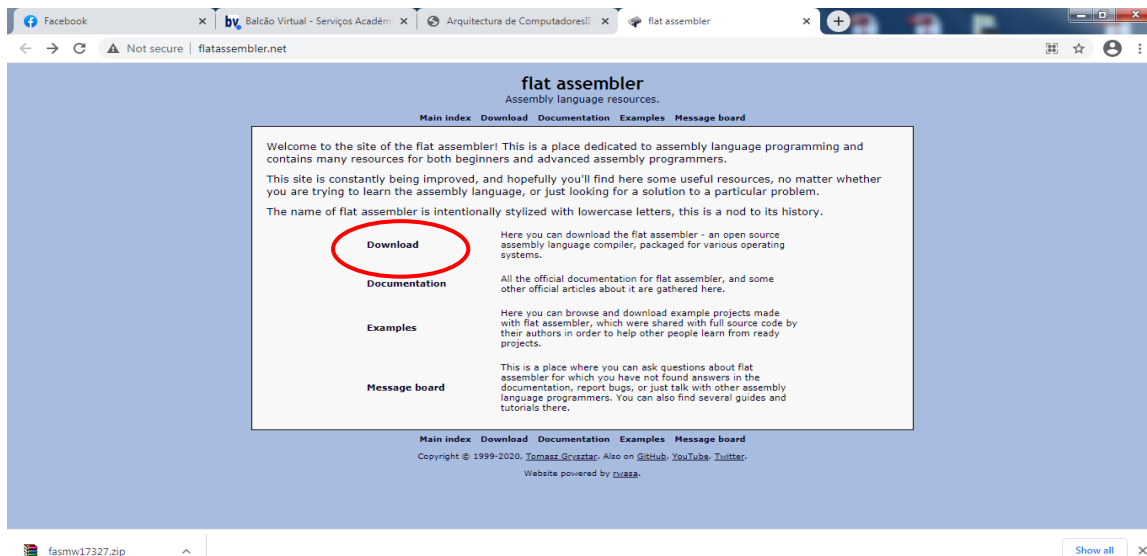 Facebook
Balcão Virtual - Serviços Académ
Arquitectura de ComputadoresII
flat assembler
Not secure | flatassembler.net
flat assembler
Assembly language resources.
Main index Download Documentation Examples Message board
Welcome to the site of the flat assembler! This is a place dedicated to assembly language programming and
contains many resources for both beginners and advanced assembly programmers.
This site is constantly being improved, and hopefully you'll find here some useful resources, no matter whether
you are trying to learn the assembly language, or just looking for a solution to a particular problem.
The name of flat assembler is intentionally stylized with lowercase letters, this is a nod to its history.
Download
Here you can download the flat assembler - an open source
assembly language compiler, packaged for various operating
systems.
Documentation
All the official documentation for flat assembler, and some
other official articles about it are gathered here.
Examples
Here you can browse and download example projects made
with flat assembler, which were shared with full source code by
their authors in order to help other people learn from ready
projects.
Message board
This is a place where you can ask questions about flat
assembler for which you have not found answers in the
documentation, report bugs, or just talk with other assembly
language programmers. You can also find several guides and
tutorials there.
Main index Download Documentation Examples Message board
Copyright © 1999-2020, Tomasz Grysztar. Also on GitHub, YouTube, Twitter.
Website powered by rwasa.
fasmw17327.zip
Show all